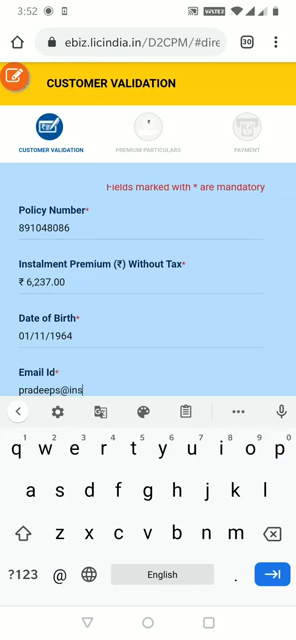 3:52
VoLTE2
ebiz.licindia.in/D2CPM/#dire
30
CUSTOMER VALIDATION
₹
CUSTOMER VALIDATION
PREMIUM PARTICULARS
PAYMENT
Fields marked with * are mandatory
Policy Number*
891048086
Instalment Premium (₹) Without Tax*
₹ 6,237.00
Date of Birth*
01/11/1964
Email Id*
pradeeps@ins
1 2 3 4 5 6 7 8 9 0
q w e r t y u i o p
a s d f g h j k l
z x c v b n m
?123 @ English .